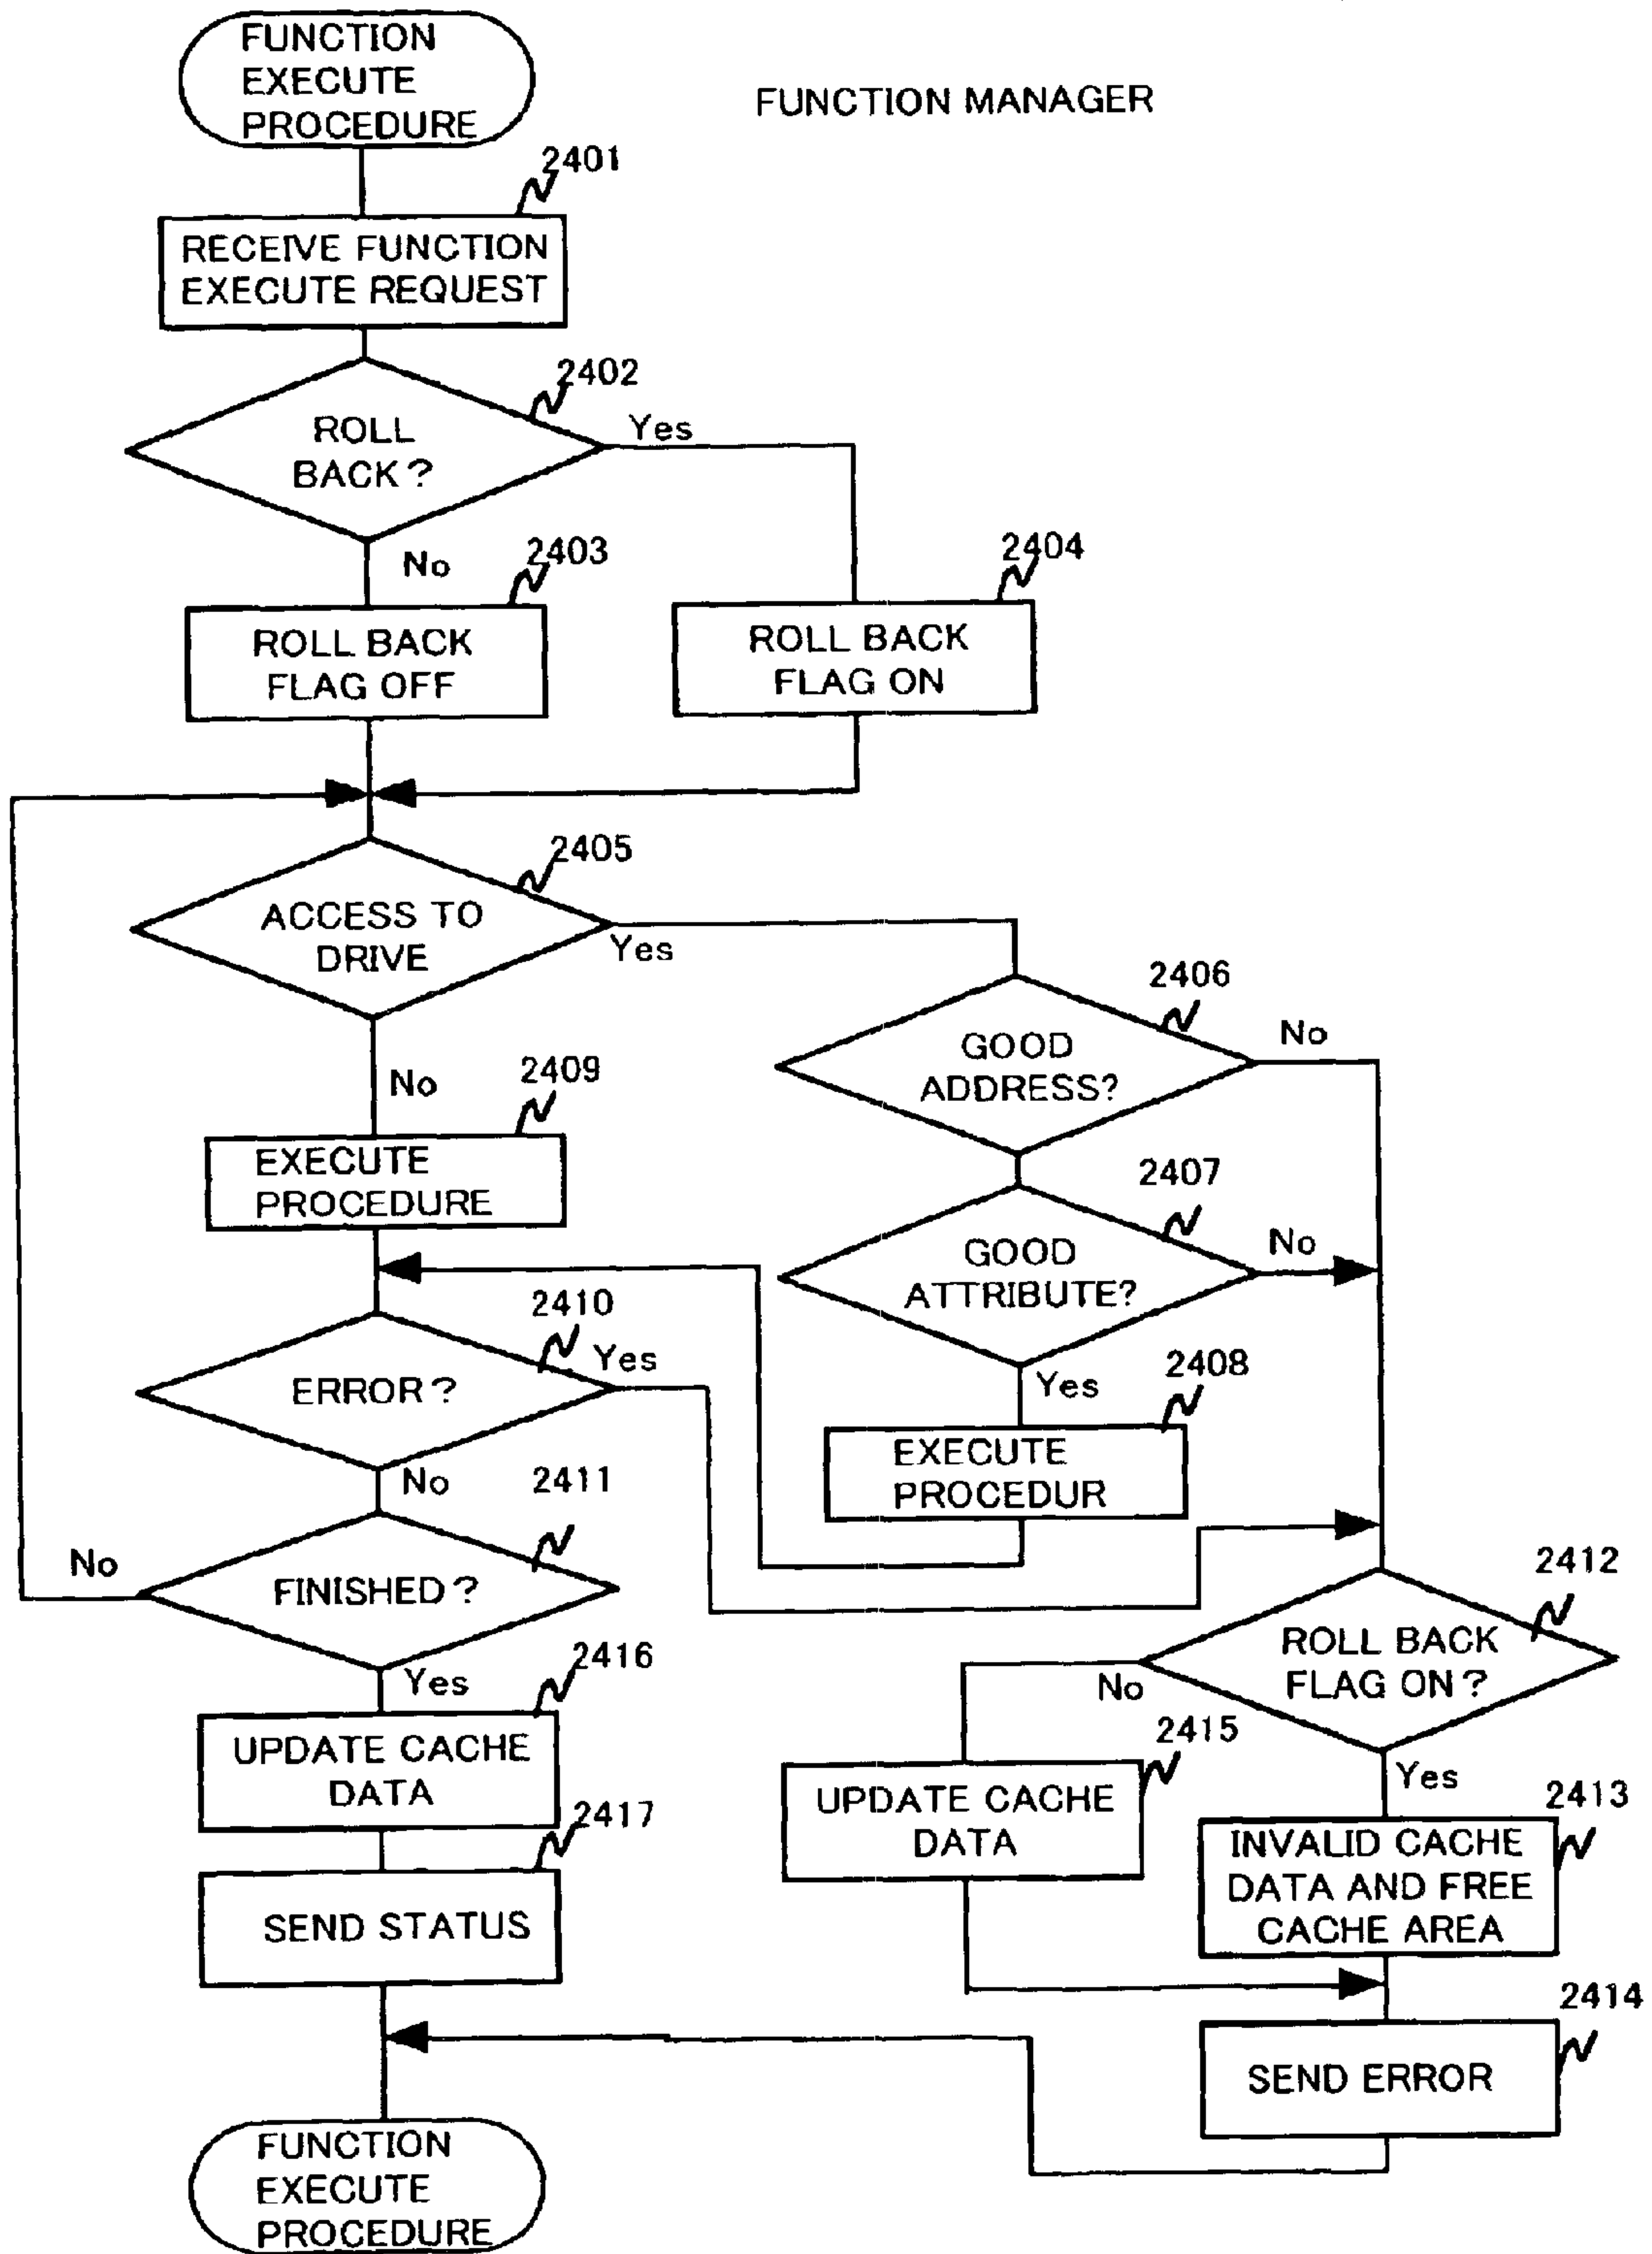 FUNCTION
EXECUTE
PROCEDURE
FUNCTION MANAGER
2401
RECEIVE FUNCTION
EXECUTE REQUEST
2402
ROLL
BACK?
Yes
No
2403
ROLL BACK
FLAG OFF
2404
ROLL BACK
FLAG ON
2405
ACCESS TO
DRIVE
Yes
No
2406
GOOD
ADDRESS?
No
2409
EXECUTE
PROCEDURE
2407
GOOD
ATTRIBUTE?
No
Yes
2408
EXECUTE
PROCEDUR
2410
ERROR?
Yes
No
2411
FINISHED?
No
Yes
2412
ROLL BACK
FLAG ON?
No
Yes
2416
UPDATE CACHE
DATA
2415
UPDATE CACHE
DATA
2413
INVALID CACHE
DATA AND FREE
CACHE AREA
2417
SEND STATUS
2414
SEND ERROR
FUNCTION
EXECUTE
PROCEDURE